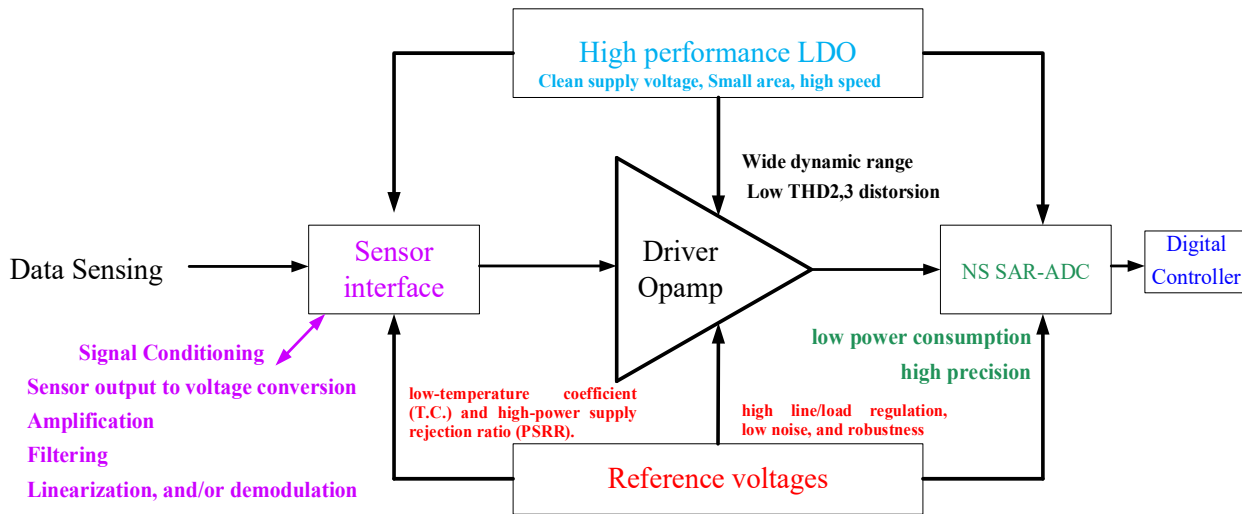 High performance LDO
Clean supply voltage, Small area, high speed
Wide dynamic range
Low THD2,3 distorsion
Data Sensing
Sensor
interface
Driver
Opamp
NS SAR-ADC
Digital
Controller
Signal Conditioning
Sensor output to voltage conversion
Amplification
Filtering
Linearization, and/or demodulation
low-temperature coefficient
(T.C.) and high-power supply
rejection ratio (PSRR).
high line/load regulation,
low noise, and robustness
low power consumption
high precision
Reference voltages